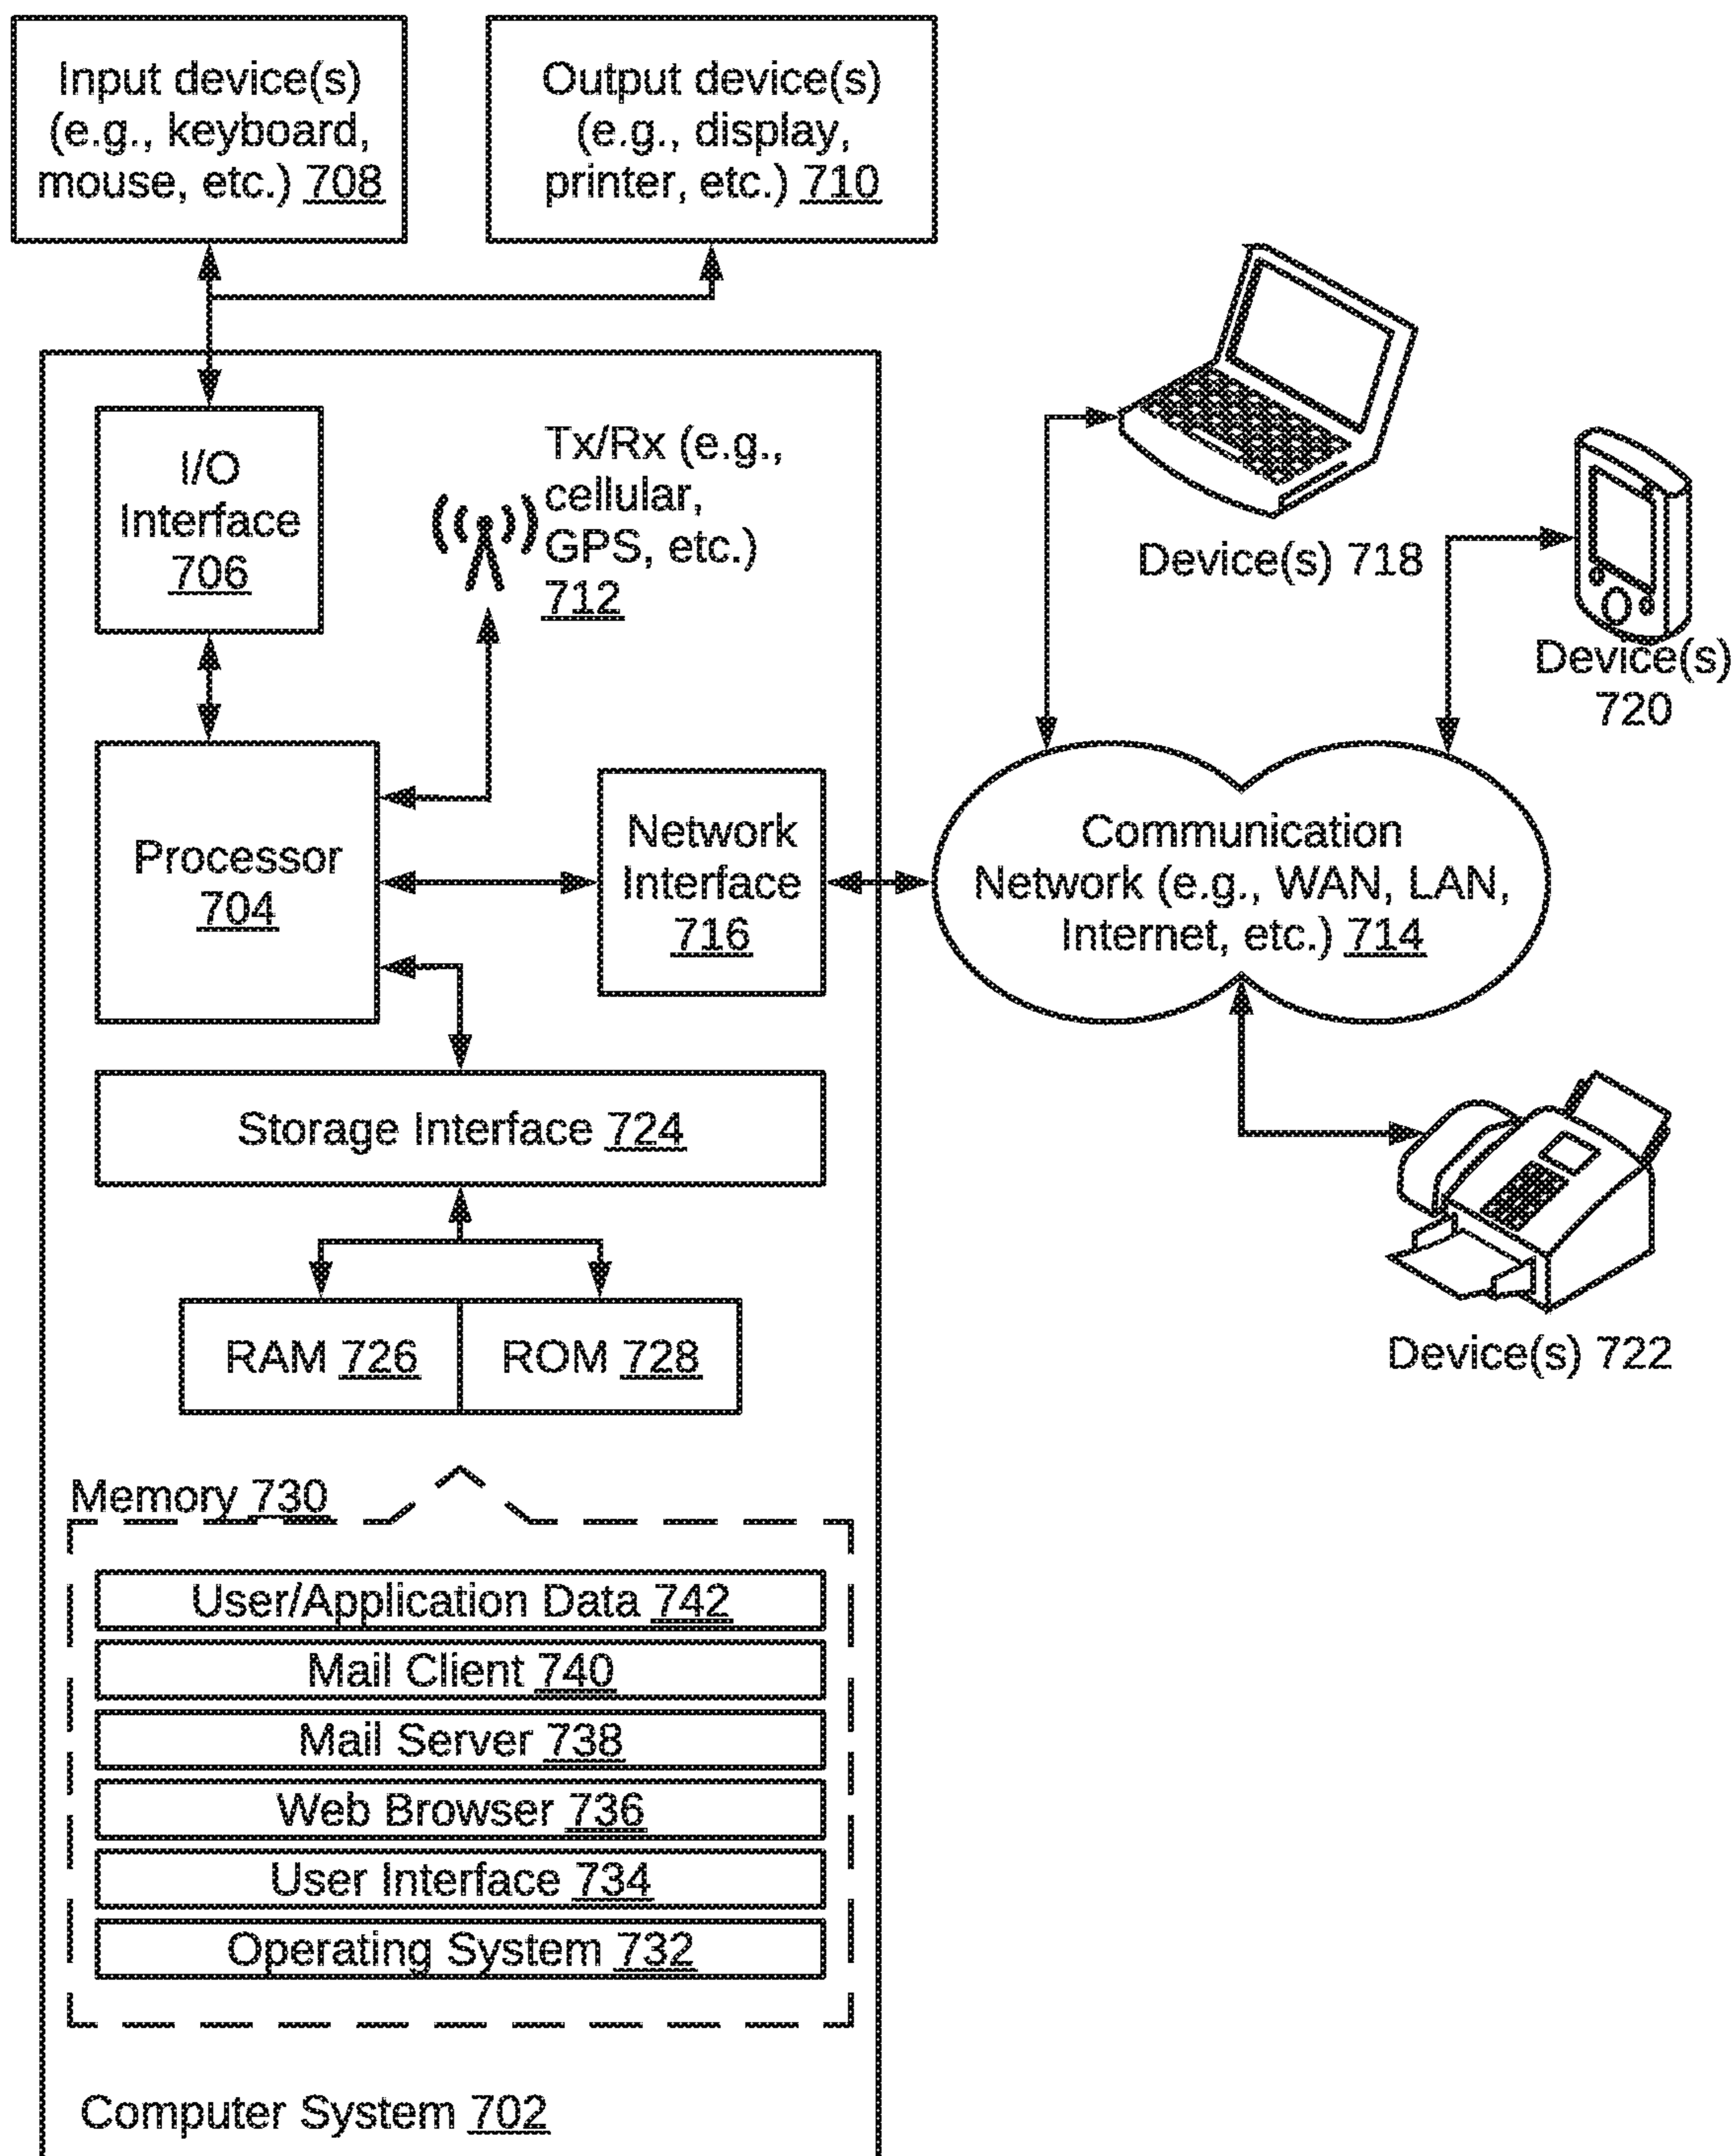 Input device(s)
(e.g., keyboard,
mouse, etc.) 708
Output device(s)
(e.g., display,
printer, etc.) 710
I/O
Interface
706
Tx/Rx (e.g.,
cellular,
GPS, etc.)
712
Device(s) 718
Device(s)
720
Processor
704
Network
Interface
716
Communication
Network (e.g., WAN, LAN,
Internet, etc.) 714
Storage Interface 724
Device(s) 722
RAM 726
ROM 728
Memory 730
User/Application Data 742
Mail Client 740
Mail Server 738
Web Browser 736
User Interface 734
Operating System 732
Computer System 702